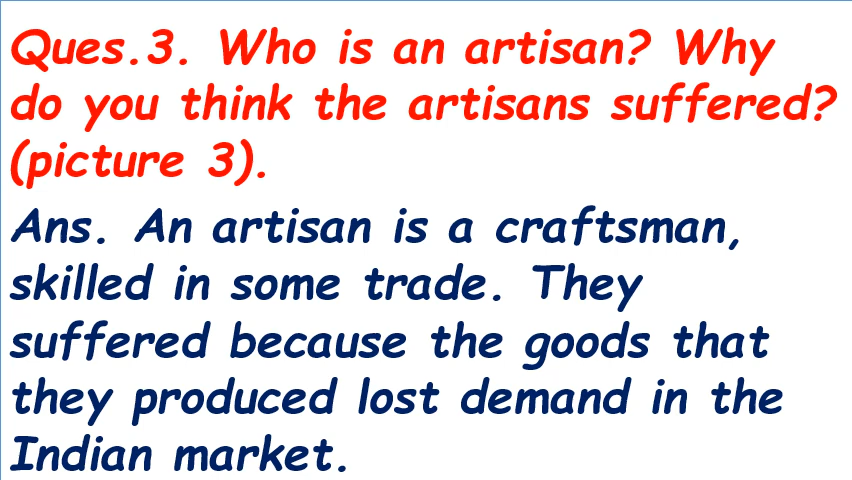 Ques.3. Who is an artisan? Why
do you think the artisans suffered?
(picture 3).
Ans. An artisan is a craftsman,
skilled in some trade. They
suffered because the goods that
they produced lost demand in the
Indian market.